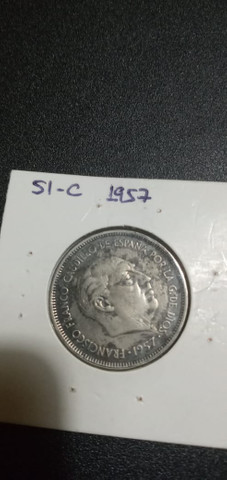 51-C 1957
FRANCISCO FRANCO CAUDILLO DE ESPAÑA POR LA G. DE DIOS · 1957 ·